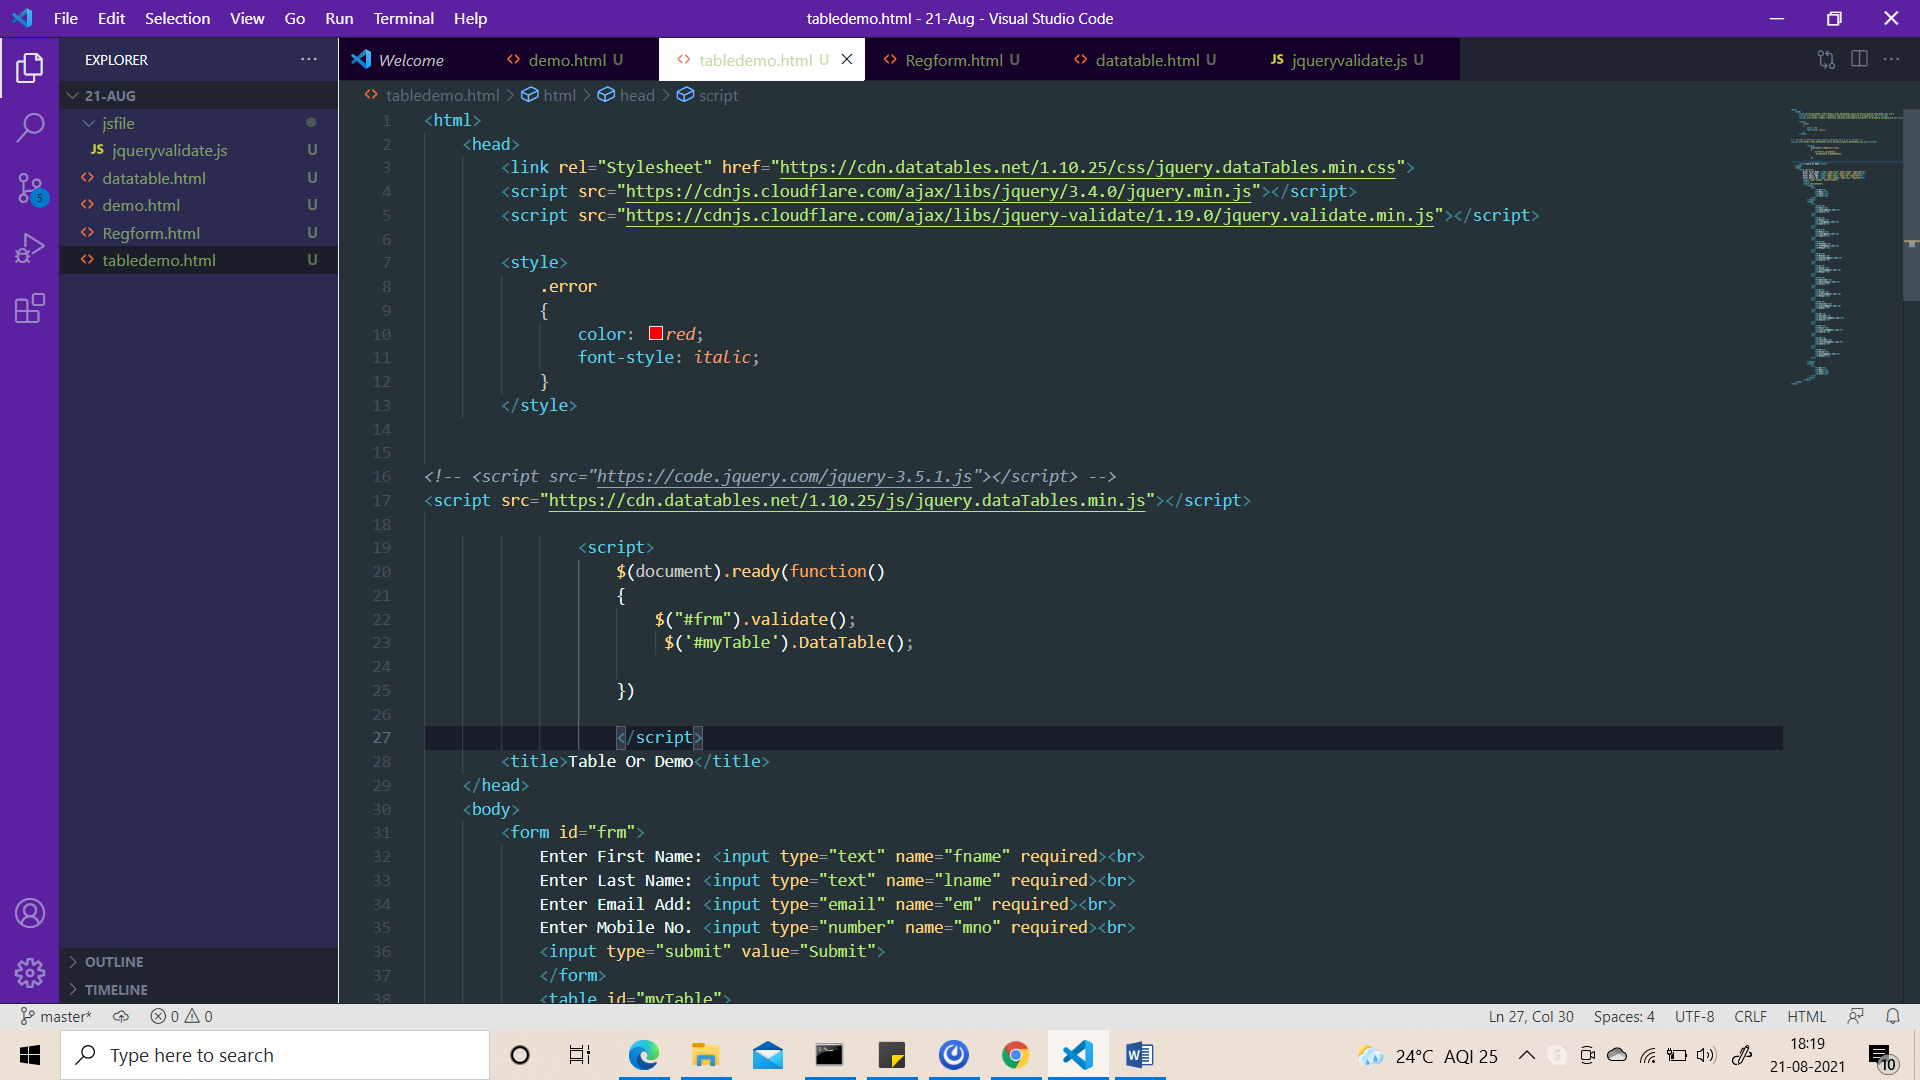 File Edit Selection View Go Run Terminal Help
tabledemo.html - 21-Aug - Visual Studio Code
EXPLORER
21-AUG
jsfile
JS jqueryvalidate.js U
datatable.html U
demo.html U
Regform.html U
tabledemo.html U
OUTLINE
TIMELINE
Welcome
demo.html U
tabledemo.html U
Regform.html U
datatable.html U
JS jqueryvalidate.js U
tabledemo.html > html > head > script
1 <html>
2 <head>
3 <link rel="Stylesheet" href="https://cdn.datatables.net/1.10.25/css/jquery.dataTables.min.css">
4 <script src="https://cdnjs.cloudflare.com/ajax/libs/jquery/3.4.0/jquery.min.js"></script>
5 <script src="https://cdnjs.cloudflare.com/ajax/libs/jquery-validate/1.19.0/jquery.validate.min.js"></script>
6
7 <style>
8 .error
9 {
10 color: red;
11 font-style: italic;
12 }
13 </style>
14
15
16 <!-- <script src="https://code.jquery.com/jquery-3.5.1.js"></script> -->
17 <script src="https://cdn.datatables.net/1.10.25/js/jquery.dataTables.min.js"></script>
18
19 <script>
20 $(document).ready(function()
21 {
22 $("#frm").validate();
23 $('#myTable').DataTable();
24
25 })
26
27 </script>
28 <title>Table Or Demo</title>
29 </head>
30 <body>
31 <form id="frm">
32 Enter First Name: <input type="text" name="fname" required><br>
33 Enter Last Name: <input type="text" name="lname" required><br>
34 Enter Email Add: <input type="email" name="em" required><br>
35 Enter Mobile No. <input type="number" name="mno" required><br>
36 <input type="submit" value="Submit">
37 </form>
38 <table id="myTable">
5
master* 0 0
Ln 27, Col 30 Spaces: 4 UTF-8 CRLF HTML
Type here to search
24°C AQI 25
18:19
21-08-2021
10